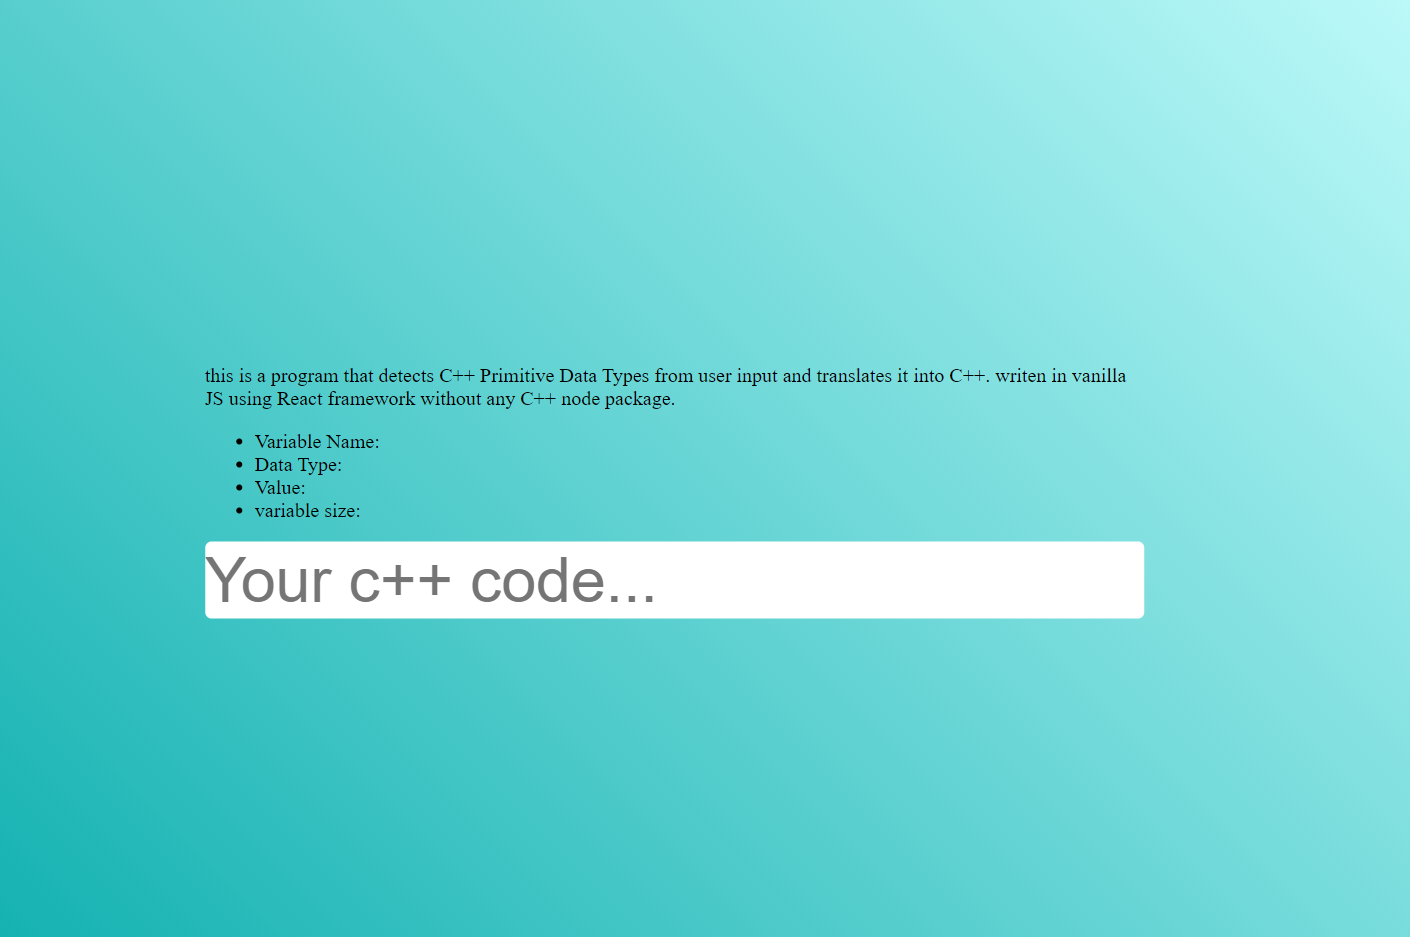 this is a program that detects C++ Primitive Data Types from user input and translates it into C++. writen in vanilla
JS using React framework without any C++ node package.
• Variable Name:
• Data Type:
• Value:
• variable size:
Your c++ code...